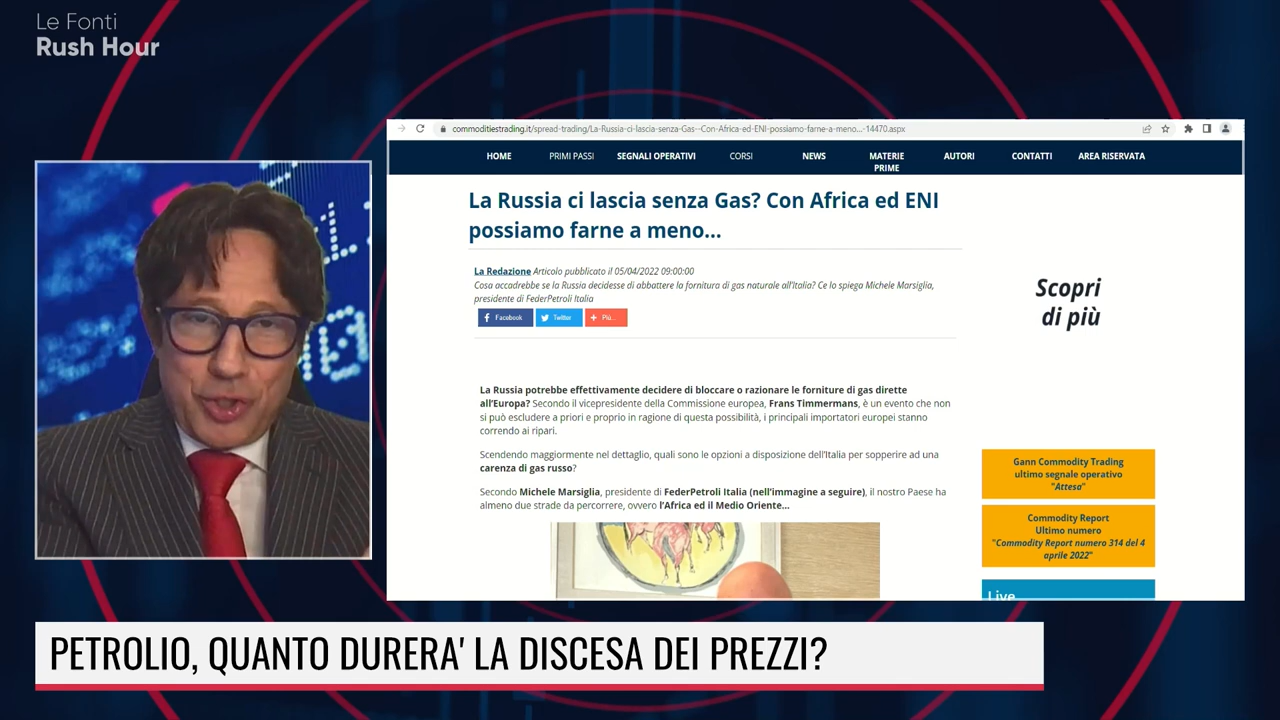 Le Fonti
Rush Hour
commoditiestrading.it/spread-trading/La-Russia-ci-lascia-senza-Gas--Con-Africa-ed-ENI-possiamo-farne-a-meno...-14470.aspx
HOME PRIMI PASSI SEGNALI OPERATIVI CORSI NEWS MATERIE PRIME AUTORI CONTATTI AREA RISERVATA
La Russia ci lascia senza Gas? Con Africa ed ENI
possiamo farne a meno...
La Redazione Articolo pubblicato il 05/04/2022 09:00:00
Cosa accadrebbe se la Russia decidesse di abbattere la fornitura di gas naturale all'Italia? Ce lo spiega Michele Marsiglia,
presidente di FederPetroli Italia
Facebook Twitter Più...
La Russia potrebbe effettivamente decidere di bloccare o razionare le forniture di gas dirette
all'Europa? Secondo il vicepresidente della Commissione europea, Frans Timmermans, è un evento che non
si può escludere a priori e proprio in ragione di questa possibilità, i principali importatori europei stanno
correndo ai ripari.
Scendendo maggiormente nel dettaglio, quali sono le opzioni a disposizione dell'Italia per sopperire ad una
carenza di gas russo?
Secondo Michele Marsiglia, presidente di FederPetroli Italia (nell'immagine a seguire), il nostro Paese ha
almeno due strade da percorrere, ovvero l'Africa ed il Medio Oriente...
Scopri
di più
Gann Commodity Trading
ultimo segnale operativo
"Attesa"
Commodity Report
Ultimo numero
"Commodity Report numero 314 del 4
aprile 2022"
Live
PETROLIO, QUANTO DURERA' LA DISCESA DEI PREZZI?